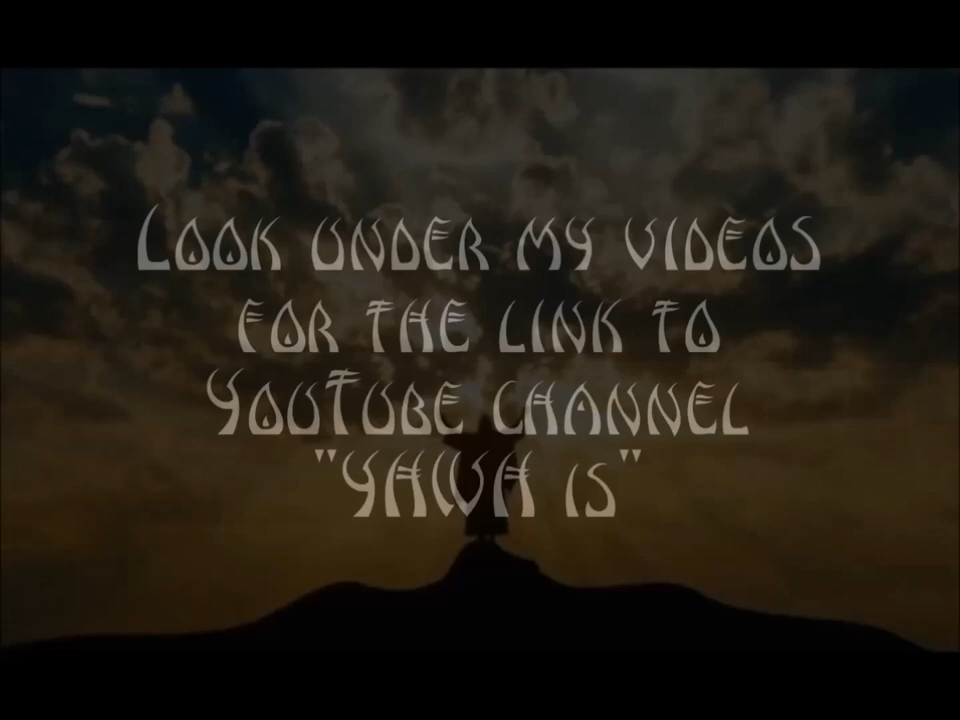 Look under my videos
for the link to
YouTube channel
"YAWA is"